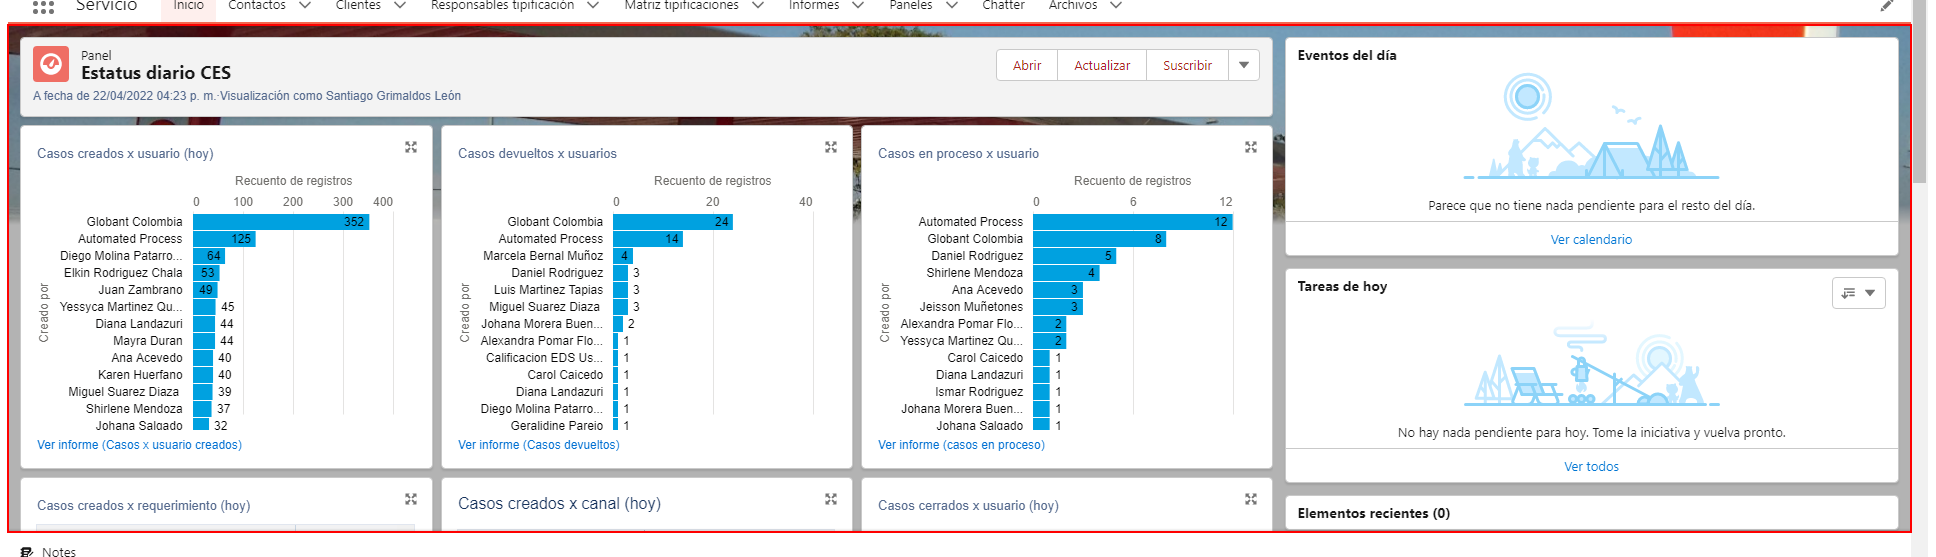 Servicio Inicio Contactos Clientes Responsables tipificación Matriz tipificaciones Informes Paneles Chatter Archivos
Panel
Estatus diario CES
A fecha de 22/04/2022 04:23 p. m.·Visualización como Santiago Grimaldos León
Abrir Actualizar Suscribir
Casos creados x usuario (hoy)
Recuento de registros
0 100 200 300 400
Creado por
Globant Colombia 352
Automated Process 125
Diego Molina Patarro... 64
Elkin Rodriguez Chala 53
Juan Zambrano 49
Yessyca Martinez Qu... 45
Diana Landazuri 44
Mayra Duran 44
Ana Acevedo 40
Karen Huerfano 40
Miguel Suarez Diaza 39
Shirlene Mendoza 37
Johana Salgado 32
Ver informe (Casos x usuario creados)
Casos devueltos x usuarios
Recuento de registros
0 20 40
Creado por
Globant Colombia 24
Automated Process 14
Marcela Bernal Muñoz 4
Daniel Rodriguez 3
Luis Martinez Tapias 3
Miguel Suarez Diaza 3
Johana Morera Buen... 2
Alexandra Pomar Flo... 1
Calificacion EDS Us... 1
Carol Caicedo 1
Diana Landazuri 1
Diego Molina Patarro... 1
Geraldine Parejo 1
Ver informe (Casos devueltos)
Casos en proceso x usuario
Recuento de registros
0 6 12
Creado por
Automated Process 12
Globant Colombia 8
Daniel Rodriguez 5
Shirlene Mendoza 4
Ana Acevedo 3
Jeisson Muñetones 3
Alexandra Pomar Flo... 2
Yessyca Martinez Qu... 2
Carol Caicedo 1
Diana Landazuri 1
Ismar Rodriguez 1
Johana Morera Buen... 1
Johana Salgado 1
Ver informe (casos en proceso)
Casos creados x requerimiento (hoy)
Casos creados x canal (hoy)
Casos cerrados x usuario (hoy)
Eventos del día
Parece que no tiene nada pendiente para el resto del día.
Ver calendario
Tareas de hoy
No hay nada pendiente para hoy. Tome la iniciativa y vuelva pronto.
Ver todos
Elementos recientes (0)
Notes